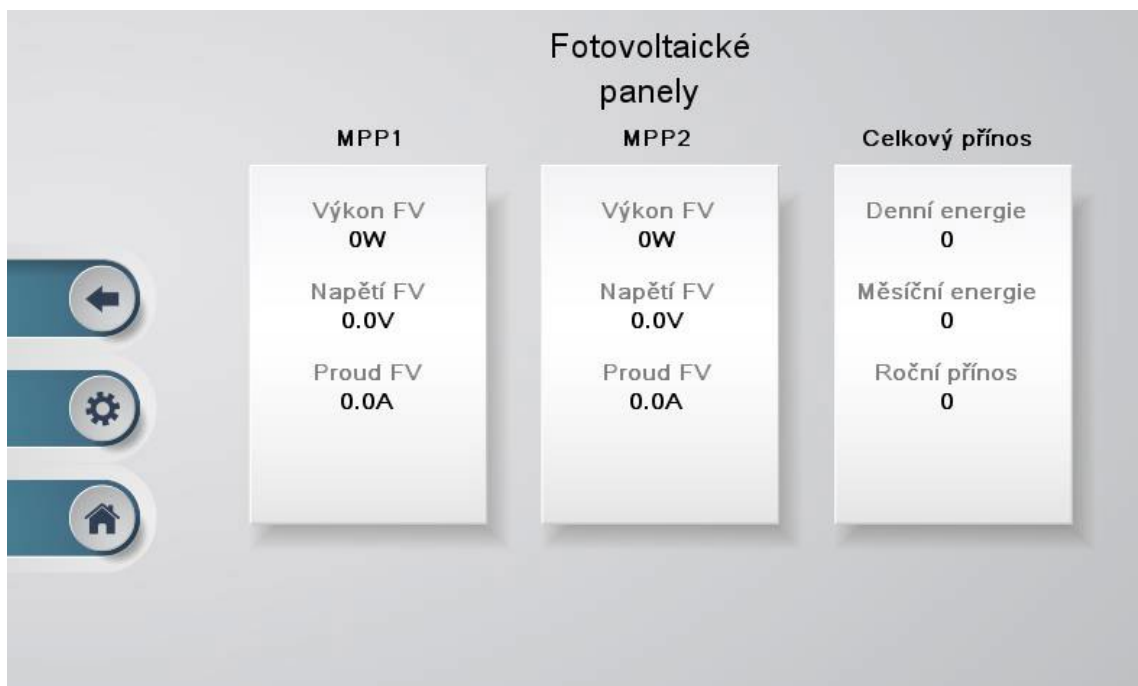 Fotovoltaické
panely
MPP1
MPP2
Celkový přínos
Výkon FV
0W
Napětí FV
0.0V
Proud FV
0.0A
Výkon FV
0W
Napětí FV
0.0V
Proud FV
0.0A
Denní energie
0
Měsíční energie
0
Roční přínos
0